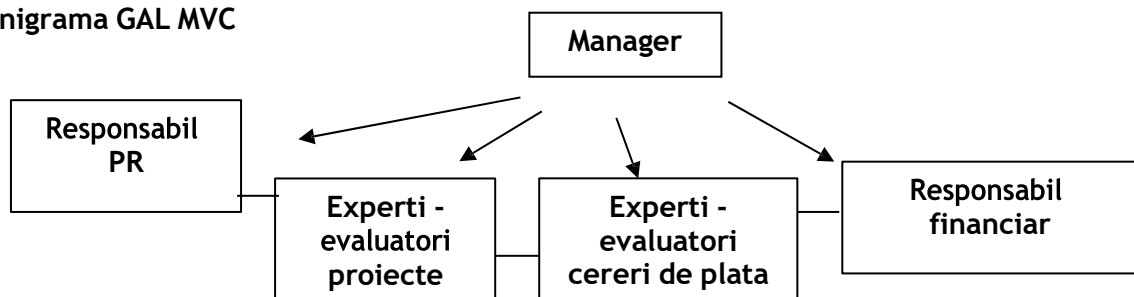 nigrama GAL MVC
Manager
Responsabil
PR
Experti -
evaluatori
proiecte
Experti -
evaluatori
cereri de plata
Responsabil
financiar